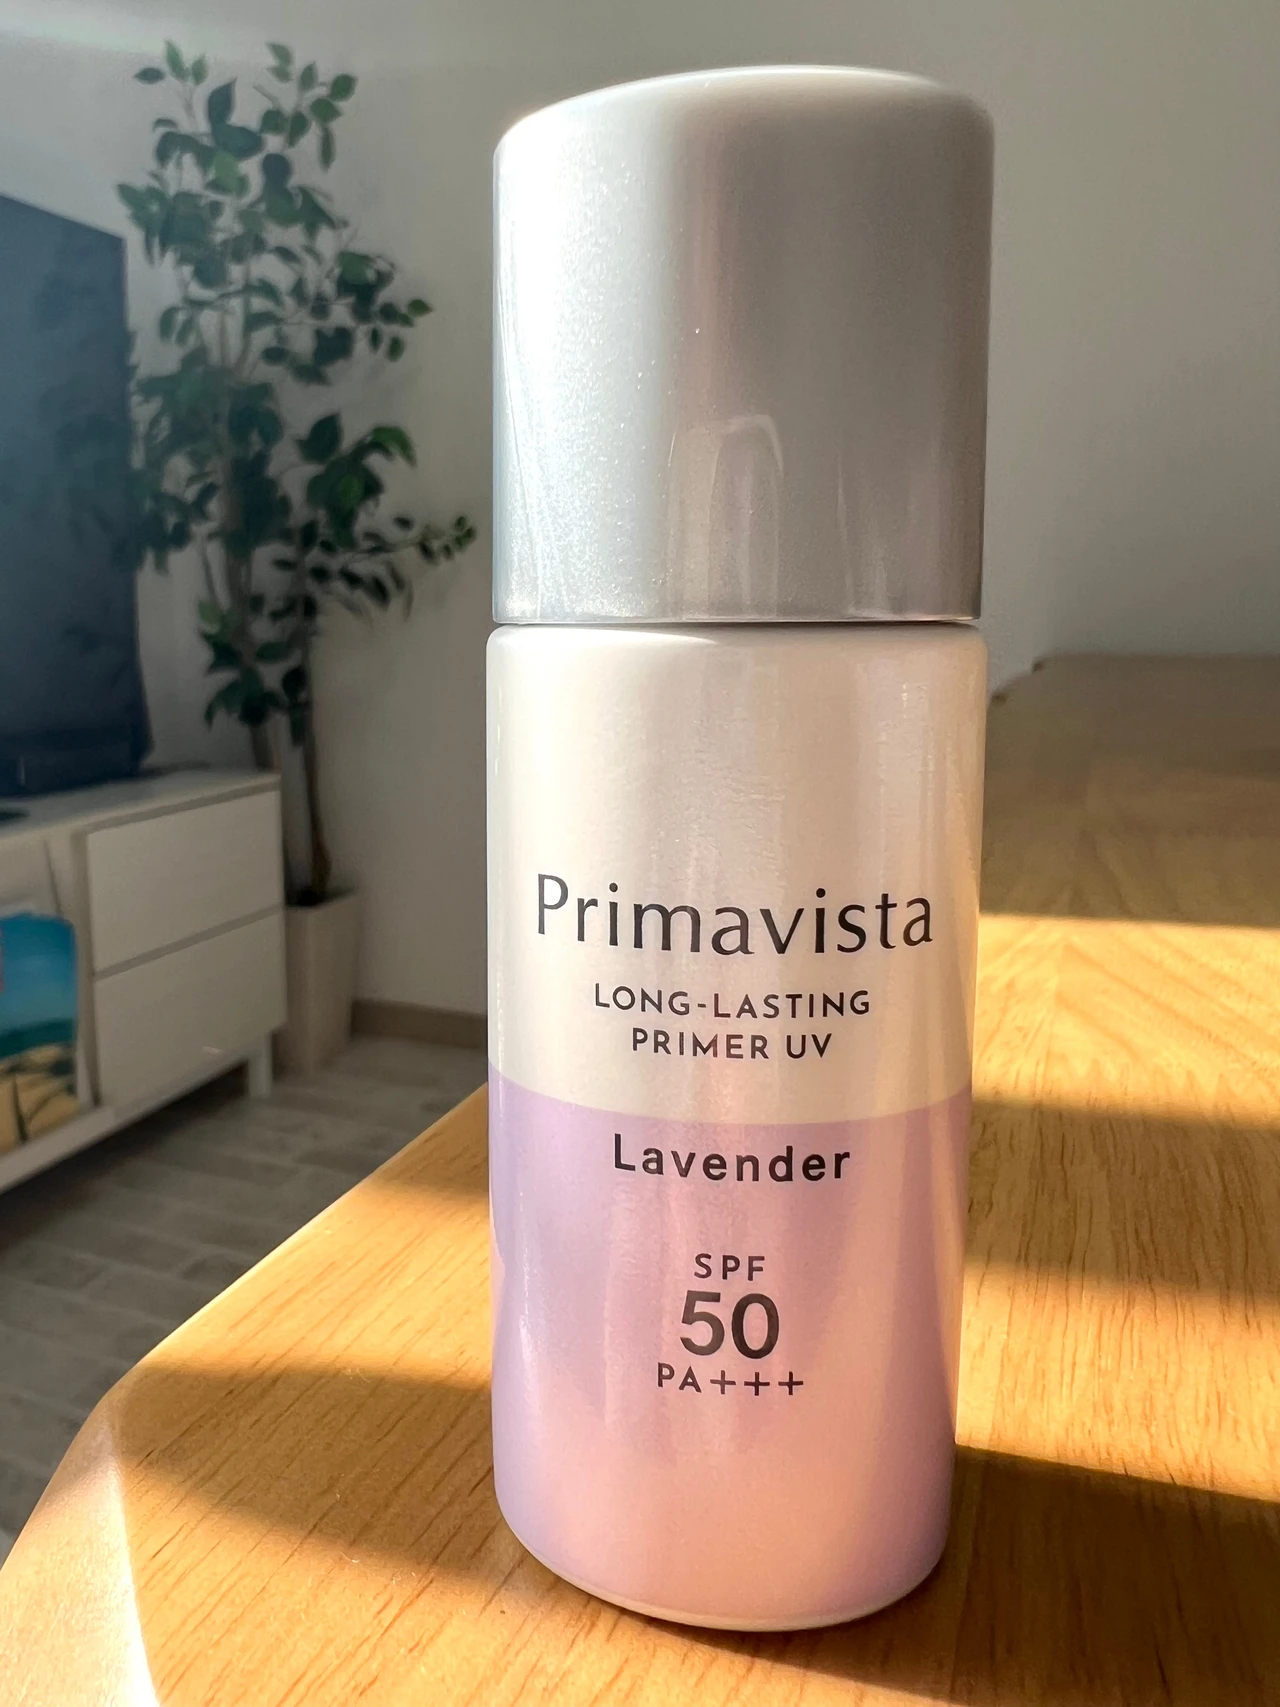 Primavista
LONG-LASTING
PRIMER UV
Lavender
SPF
50
PA+++